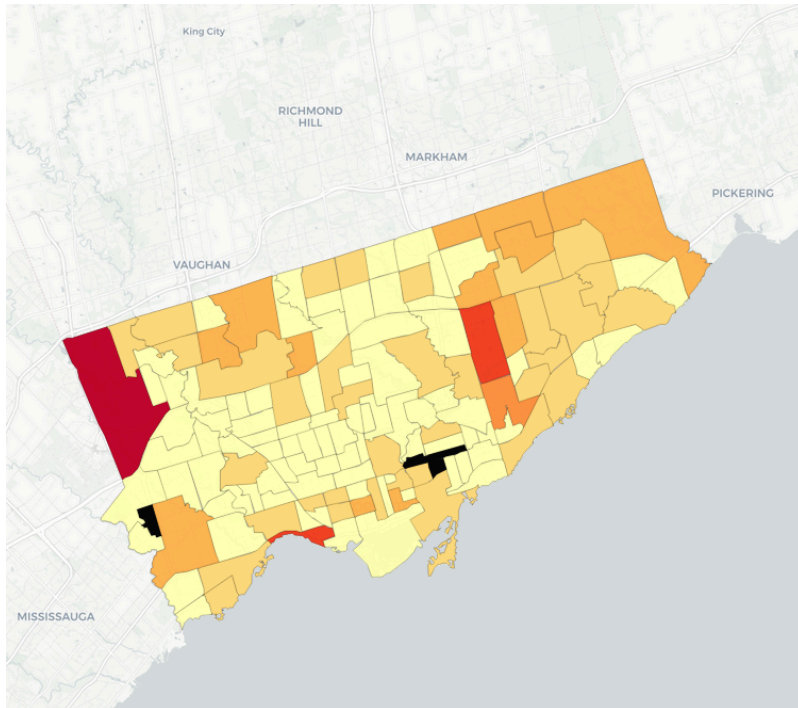 King City
RICHMOND
HILL
MARKHAM
PICKERING
VAUGHAN
MISSISSAUGA